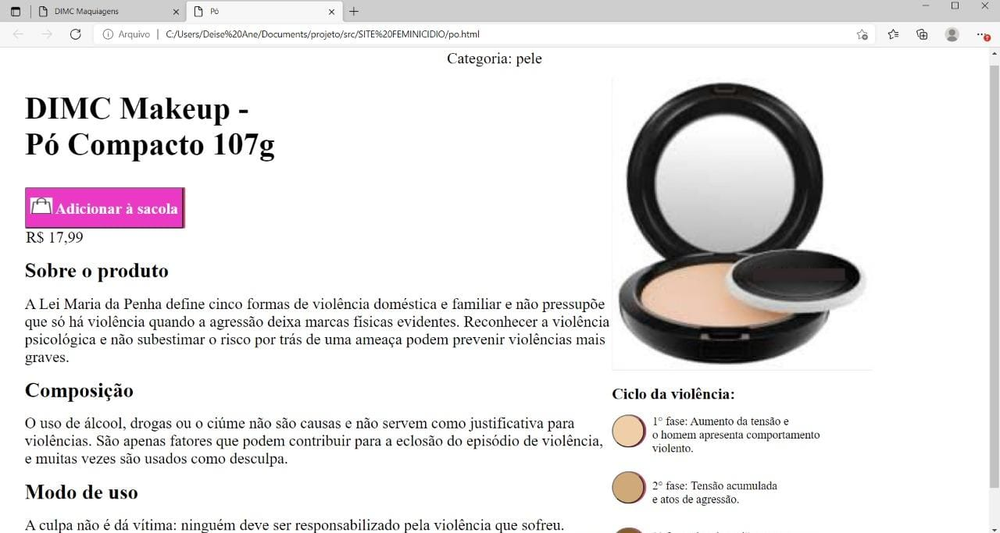 DIMC Maquiagens
Pó
Arquivo
C:/Users/Deise%20Ane/Documents/projeto/src/SITE%20FEMINICIDIO/po.html
Categoria: pele
DIMC Makeup -
Pó Compacto 107g
Adicionar à sacola
R$ 17,99
Sobre o produto
A Lei Maria da Penha define cinco formas de violência doméstica e familiar e não pressupõe
que só há violência quando a agressão deixa marcas físicas evidentes. Reconhecer a violência
psicológica e não subestimar o risco por trás de uma ameaça podem prevenir violências mais
graves.
Composição
O uso de álcool, drogas ou o ciúme não são causas e não servem como justificativa para
violências. São apenas fatores que podem contribuir para a eclosão do episódio de violência,
e muitas vezes são usados como desculpa.
Modo de uso
A culpa não é dá vítima: ninguém deve ser responsabilizado pela violência que sofreu.
Ciclo da violência:
1° fase: Aumento da tensão e
o homem apresenta comportamento
violento.
2° fase: Tensão acumulada
e atos de agressão.